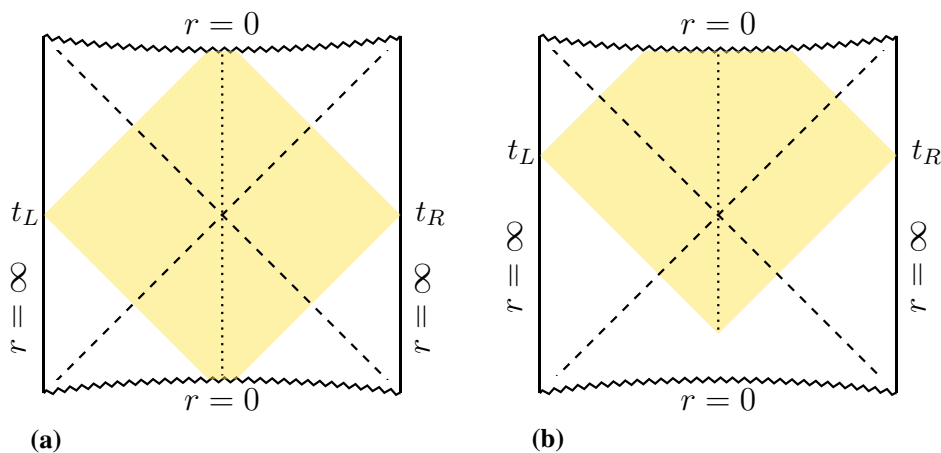 r = 0
r = 0
t_L
t_R
t_L
t_R
r = ∞
r = ∞
r = ∞
r = ∞
r = 0
r = 0
(a)
(b)